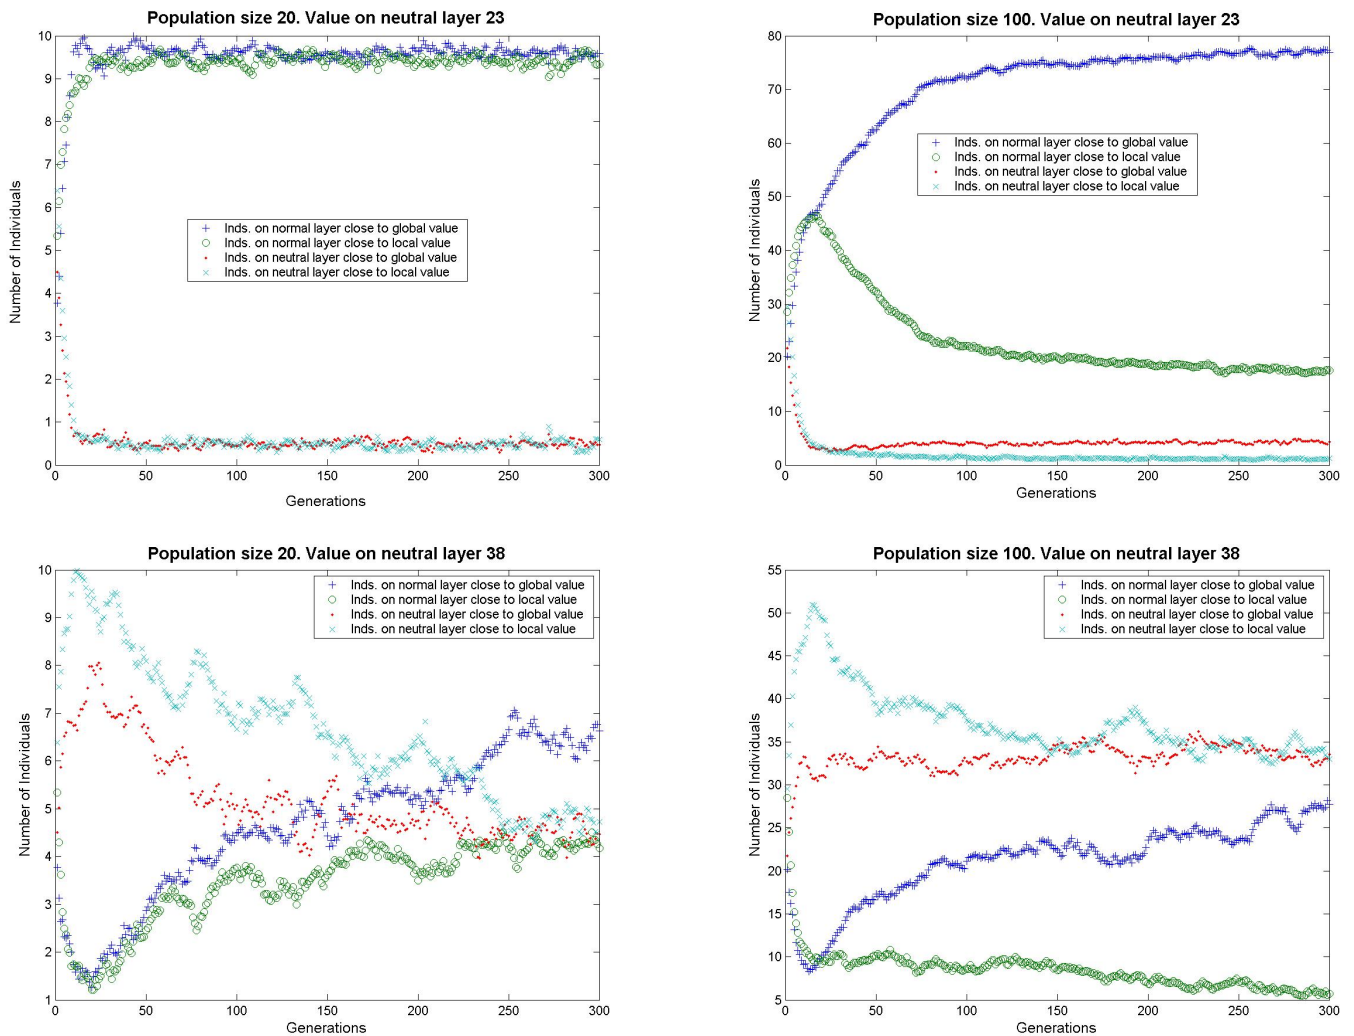 Population size 20. Value on neutral layer 23
10
9
8
7
6
5
4
3
2
1
0
0
50
100
150
200
250
300
Number of Individuals
Generations
Inds. on normal layer close to global value
Inds. on normal layer close to local value
Inds. on neutral layer close to global value
Inds. on neutral layer close to local value
Population size 100. Value on neutral layer 23
80
70
60
50
40
30
20
10
0
0
50
100
150
200
250
300
Number of Individuals
Generations
Inds. on normal layer close to global value
Inds. on normal layer close to local value
Inds. on neutral layer close to global value
Inds. on neutral layer close to local value
Population size 20. Value on neutral layer 38
10
9
8
7
6
5
4
3
2
1
0
50
100
150
200
250
300
Number of Individuals
Generations
Inds. on normal layer close to global value
Inds. on normal layer close to local value
Inds. on neutral layer close to global value
Inds. on neutral layer close to local value
Population size 100. Value on neutral layer 38
55
50
45
40
35
30
25
20
15
10
5
0
50
100
150
200
250
300
Number of Individuals
Generations
Inds. on normal layer close to global value
Inds. on normal layer close to local value
Inds. on neutral layer close to global value
Inds. on neutral layer close to local value